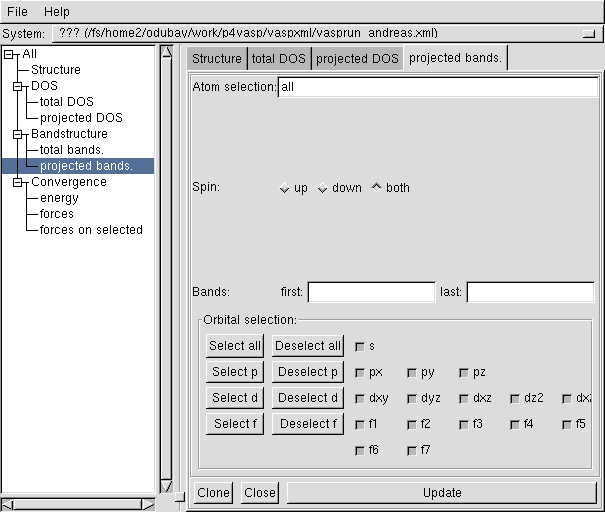 File Help
System: ??? (/fs/home2/odubay/work/p4vasp/vaspxml/vasprun_andreas.xml)
All
Structure
DOS
total DOS
projected DOS
Bandstructure
total bands.
projected bands.
Convergence
energy
forces
forces on selected
Structure total DOS projected DOS projected bands.
Atom selection: all
Spin: up down both
Bands: first: last:
Orbital selection:
Select all Deselect all s
Select p Deselect p px py pz
Select d Deselect d dxy dyz dxz dz2
Select f Deselect f f1 f2 f3 f4 f5
f6 f7
Clone Close Update